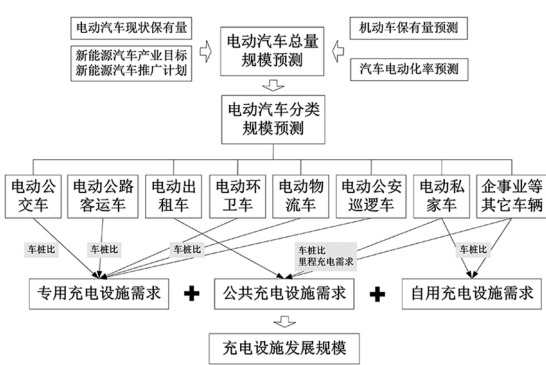 电动汽车现状保有量
新能源汽车产业目标
新能源汽车推广计划
电动汽车总量
规模预测
机动车保有量预测
汽车电动化率预测
电动汽车分类
规模预测
电动公
交车
电动公路
客运车
电动出
租车
电动环
卫车
电动物
流车
电动公安
巡逻车
电动私
家车
企事业等
其它车辆
车桩比
车桩比
车桩比
车桩比
里程充电需求
车桩比
专用充电设施需求
+
公共充电设施需求
+
自用充电设施需求
充电设施发展规模